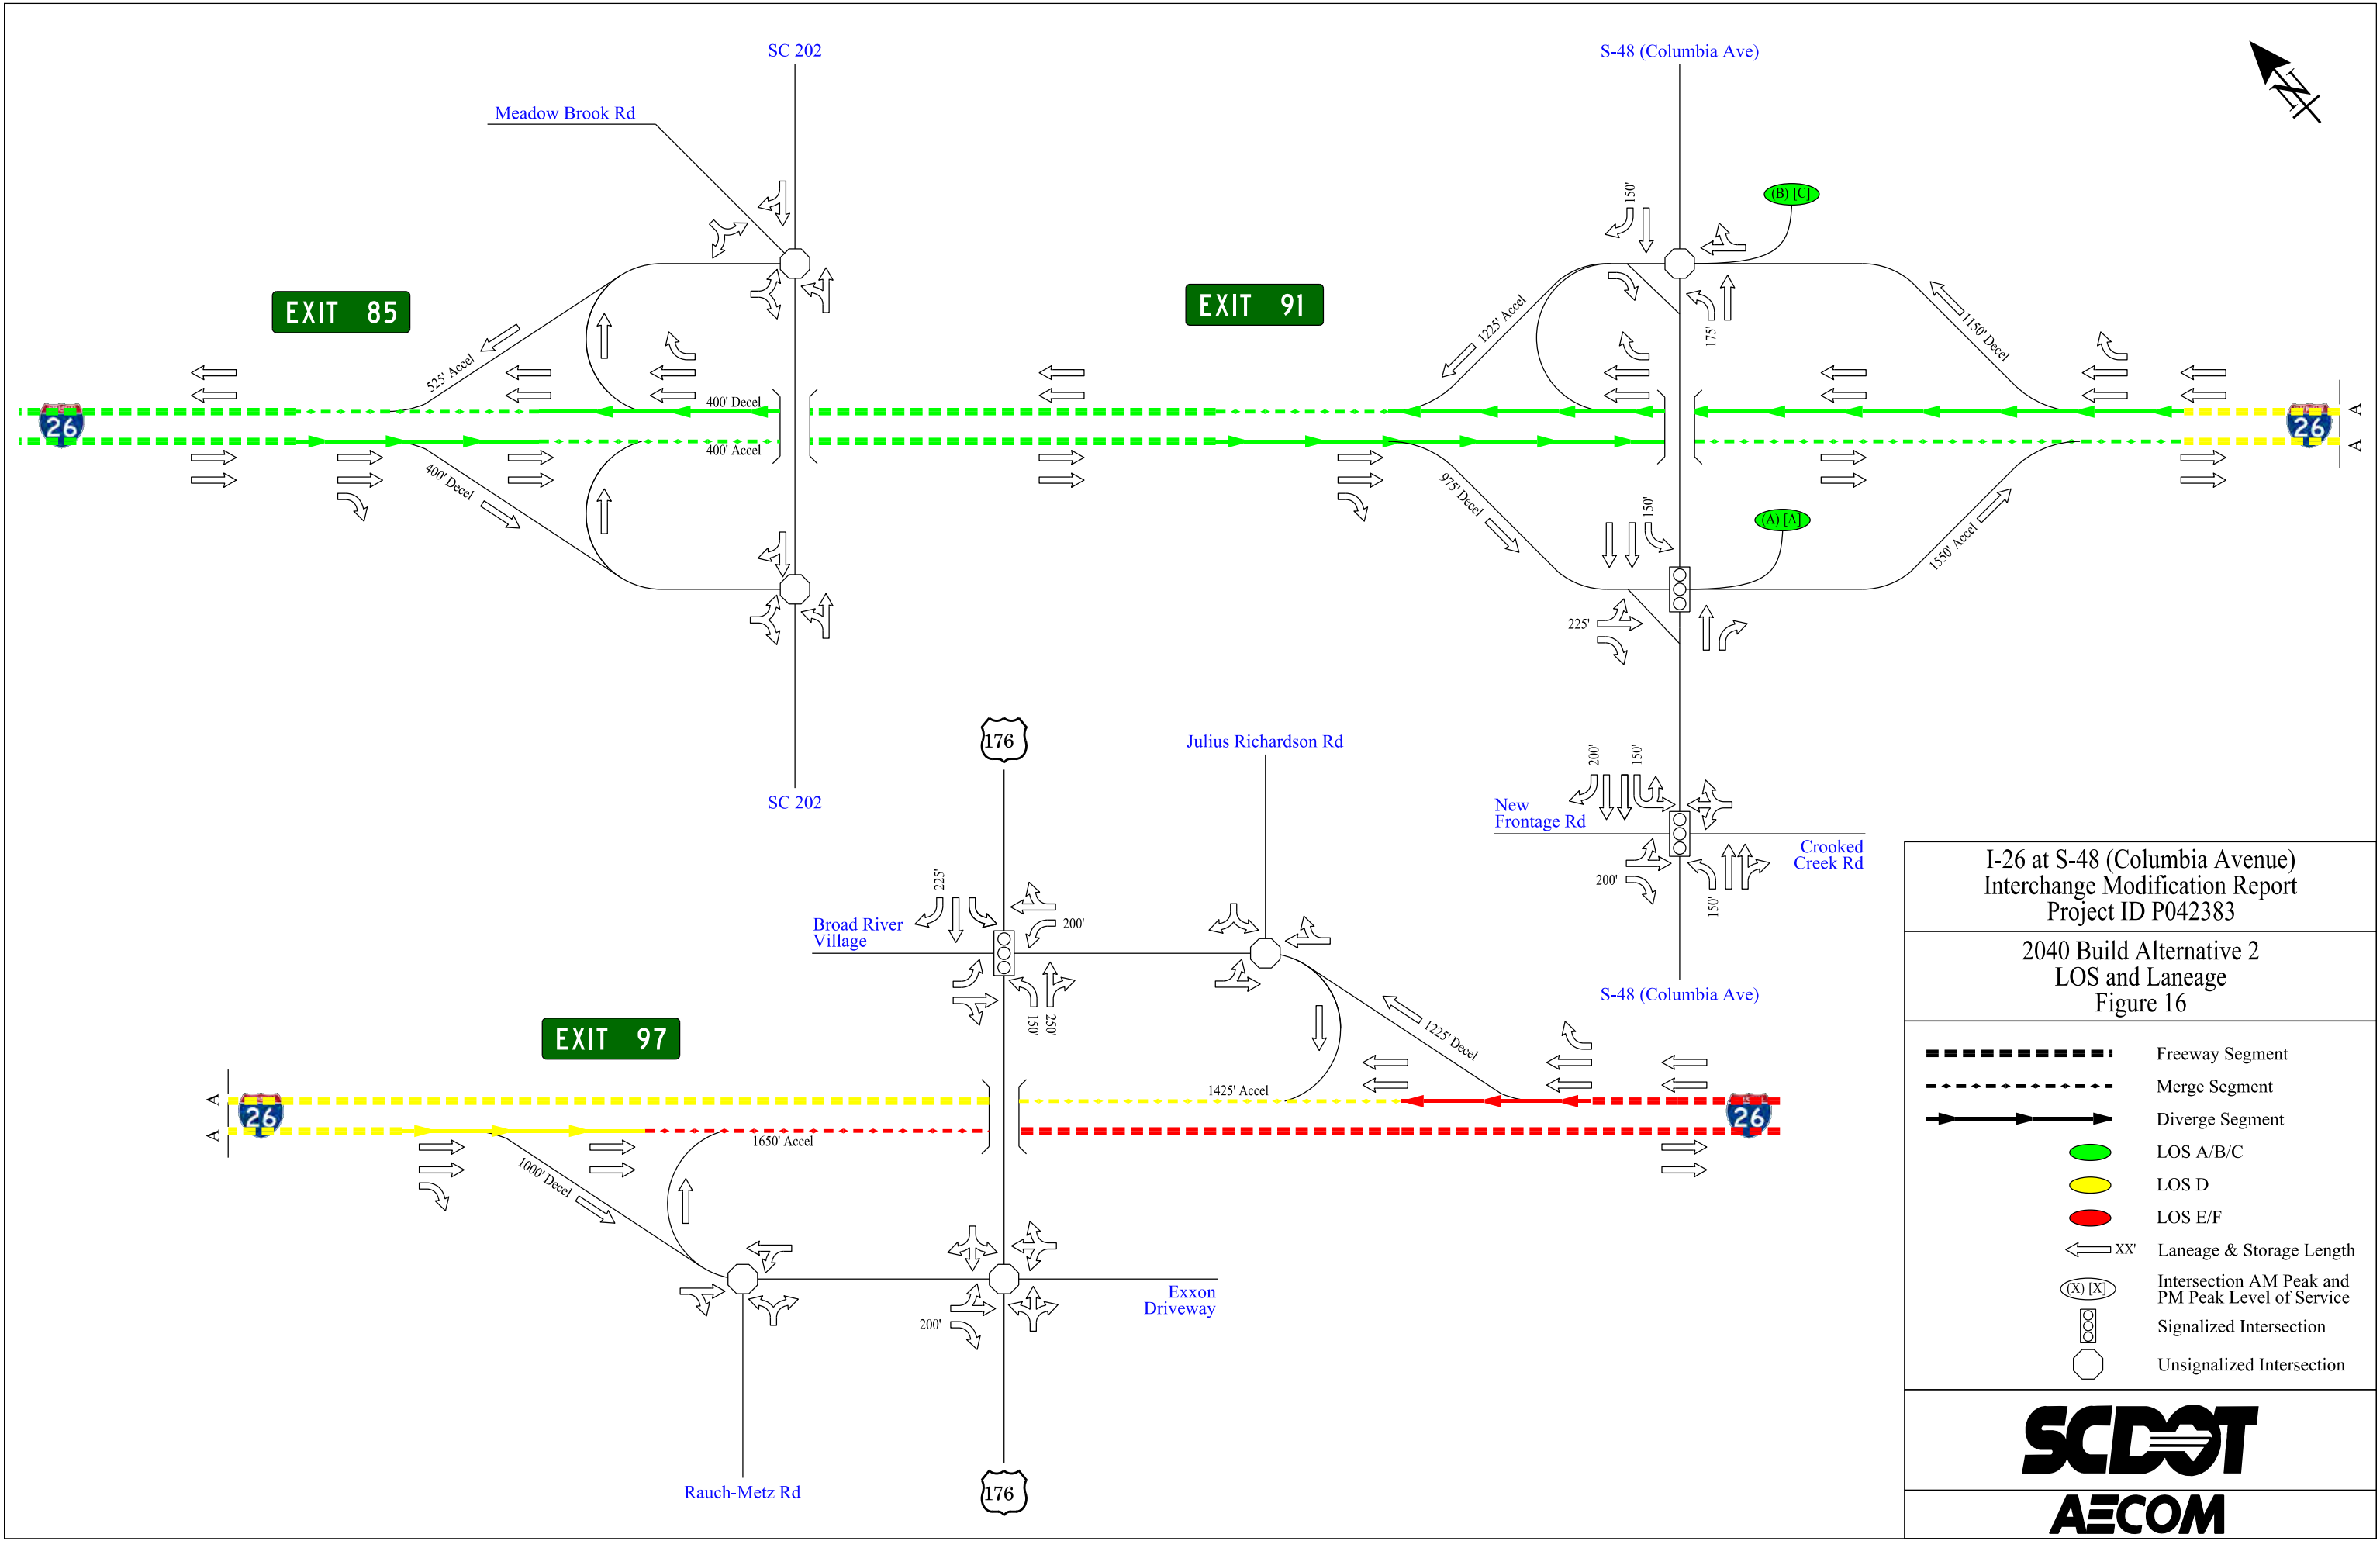 SC 202
S-48 (Columbia Ave)
N
Meadow Brook Rd
150'
(B) [C]
EXIT 85
EXIT 91
525' Accel
1225' Accel
175'
1150' Decel
400' Decel
26
26
A
A
400' Accel
400' Decel
975' Decel
150'
(A) [A]
1550' Accel
225'
176
Julius Richardson Rd
200'
150'
SC 202
New
Frontage Rd
Crooked
Creek Rd
200'
150'
225'
200'
Broad River
Village
150'
250'
S-48 (Columbia Ave)
EXIT 97
1225' Decel
1425' Accel
A
A
26
26
1650' Accel
1000' Decel
Exxon
Driveway
200'
Rauch-Metz Rd
176
I-26 at S-48 (Columbia Avenue)
Interchange Modification Report
Project ID P042383
2040 Build Alternative 2
LOS and Laneage
Figure 16
Freeway Segment
Merge Segment
Diverge Segment
LOS A/B/C
LOS D
LOS E/F
XX' Laneage & Storage Length
(X) [X] Intersection AM Peak and
PM Peak Level of Service
Signalized Intersection
Unsignalized Intersection
SCDOT
AECOM